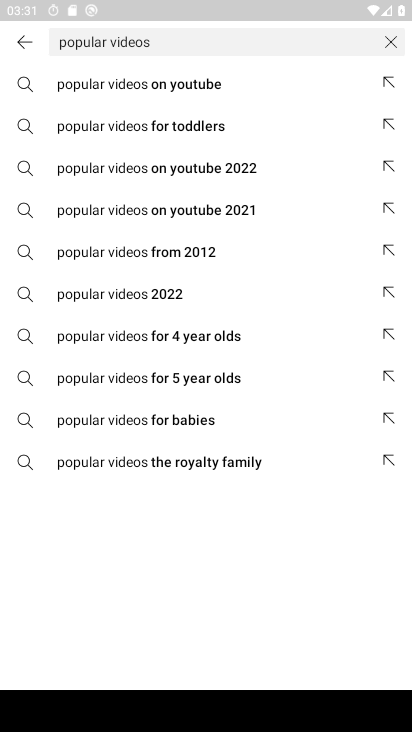 03:31
popular videos
popular videos on youtube
popular videos for toddlers
popular videos on youtube 2022
popular videos on youtube 2021
popular videos from 2012
popular videos 2022
popular videos for 4 year olds
popular videos for 5 year olds
popular videos for babies
popular videos the royalty family